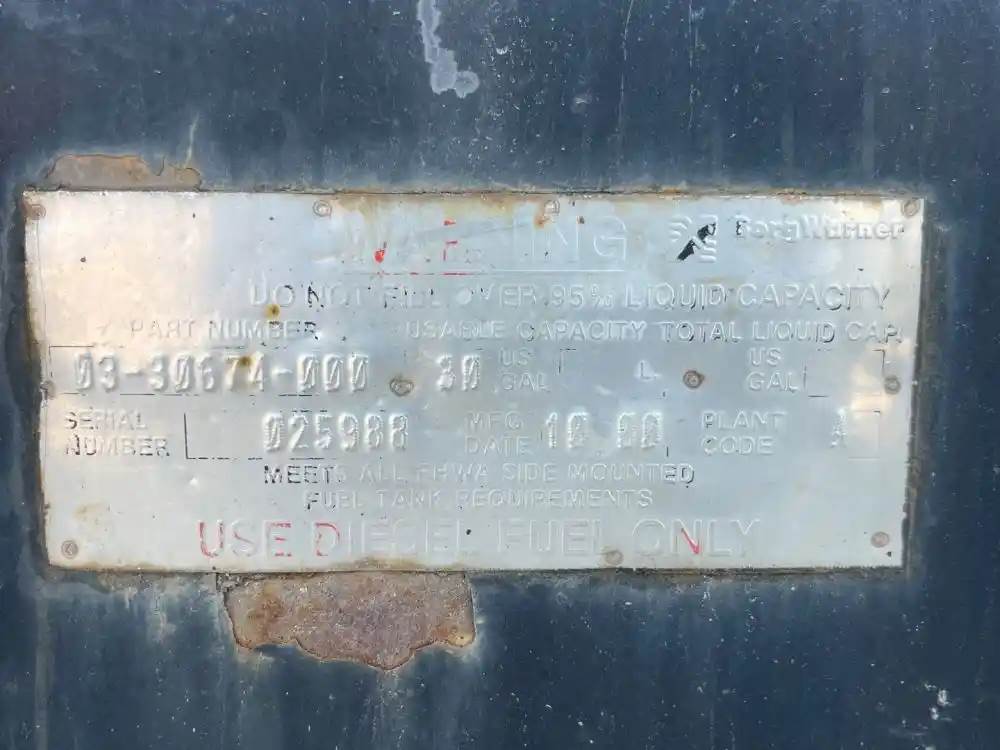 WARNING BorgWarner
DO NOT FILL OVER 95% LIQUID CAPACITY
PART NUMBER USABLE CAPACITY TOTAL LIQUID CAP.
03-30674-000 30 US GAL L US GAL
SERIAL NUMBER 025988 MFG DATE 10 PLANT CODE A
MEETS ALL FHWA SIDE MOUNTED
FUEL TANK REQUIREMENTS
USE DIESEL FUEL ONLY